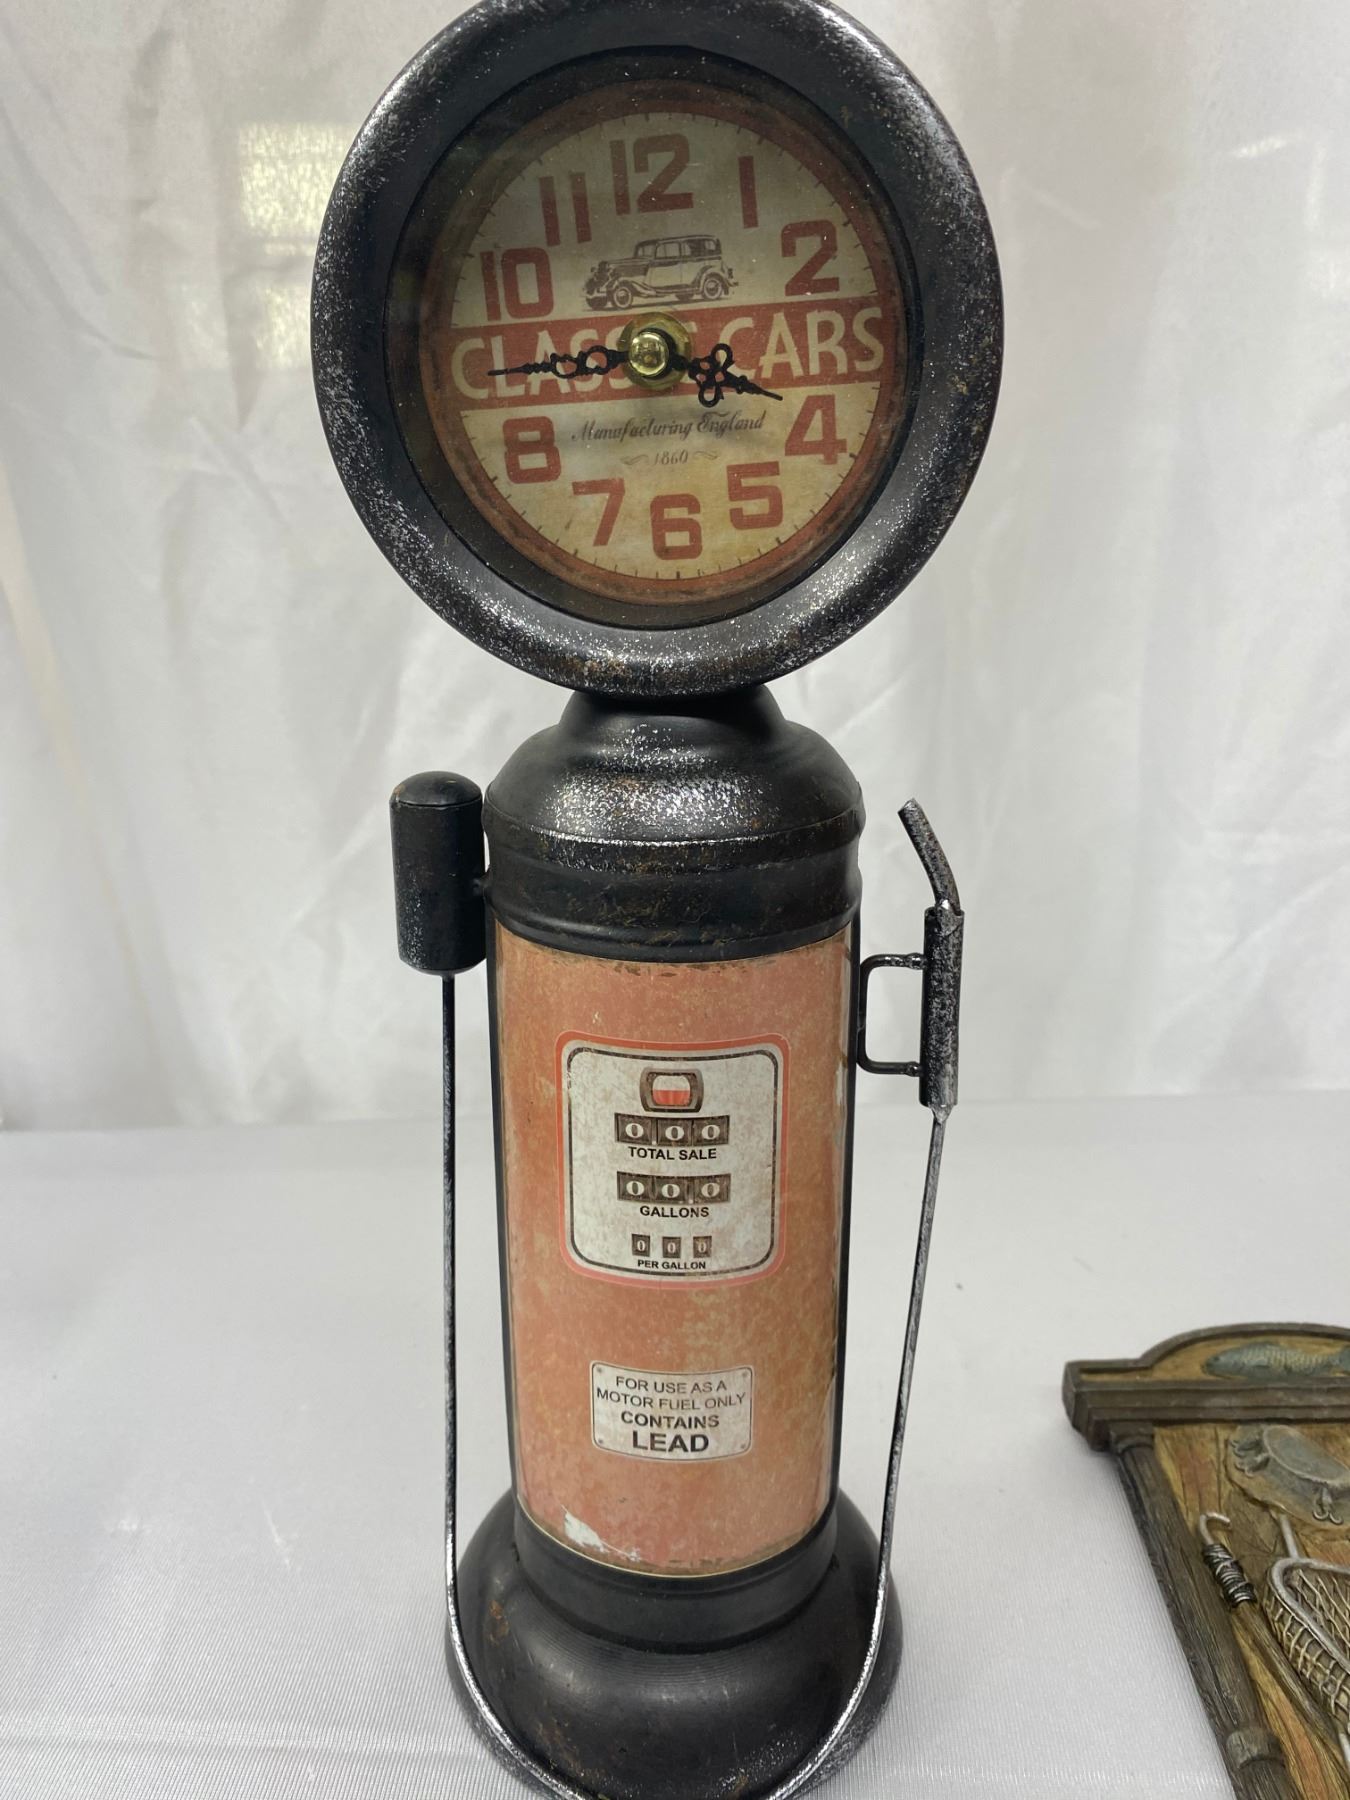 12
11
1
10
2
CLASSIC CARS
8
4
Manufacturing England
1860
7
5
6
0 0 0
TOTAL SALE
0 0 0
GALLONS
0 0 0
PER GALLON
FOR USE AS A
MOTOR FUEL ONLY
CONTAINS
LEAD